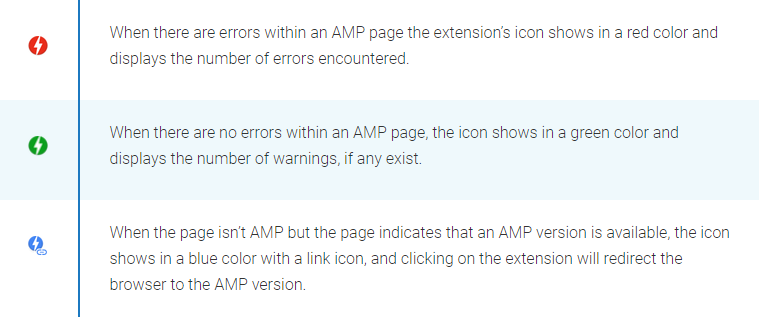 When there are errors within an AMP page the extension's icon shows in a red color and
displays the number of errors encountered.
When there are no errors within an AMP page, the icon shows in a green color and
displays the number of warnings, if any exist.
When the page isn't AMP but the page indicates that an AMP version is available, the icon
shows in a blue color with a link icon, and clicking on the extension will redirect the
browser to the AMP version.